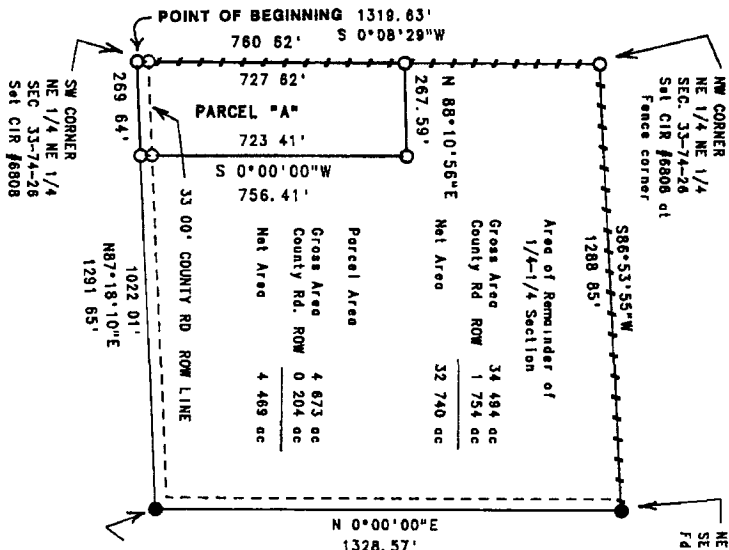 POINT OF BEGINNING
1319.63'
S 0°08'29"W
760 62'
727 62'
PARCEL "A"
723 41'
S 0°00'00"W
756.41'
269 64'
267.59'
N 88°10'56"E
NW CORNER
NE 1/4 NE 1/4
SEC. 33-74-26
Set CIR #6808 at
Fence corner
SW CORNER
NE 1/4 NE 1/4
SEC 33-74-26
Set CIR #6808
S86°53'55"W
1288 85'
Area of Remainder of
1/4-1/4 Section
Gross Area 34 494 ac
County Rd ROW 1 754 ac
Net Area 32 740 ac
Parcel Area
Gross Area 4 673 ac
County Rd. ROW 0 204 ac
Net Area 4 469 ac
33 00' COUNTY RD ROW LINE
1022 01'
N87°18'10"E
1291 65'
N 0°00'00"E
1328.57'
NE
SE
Fd